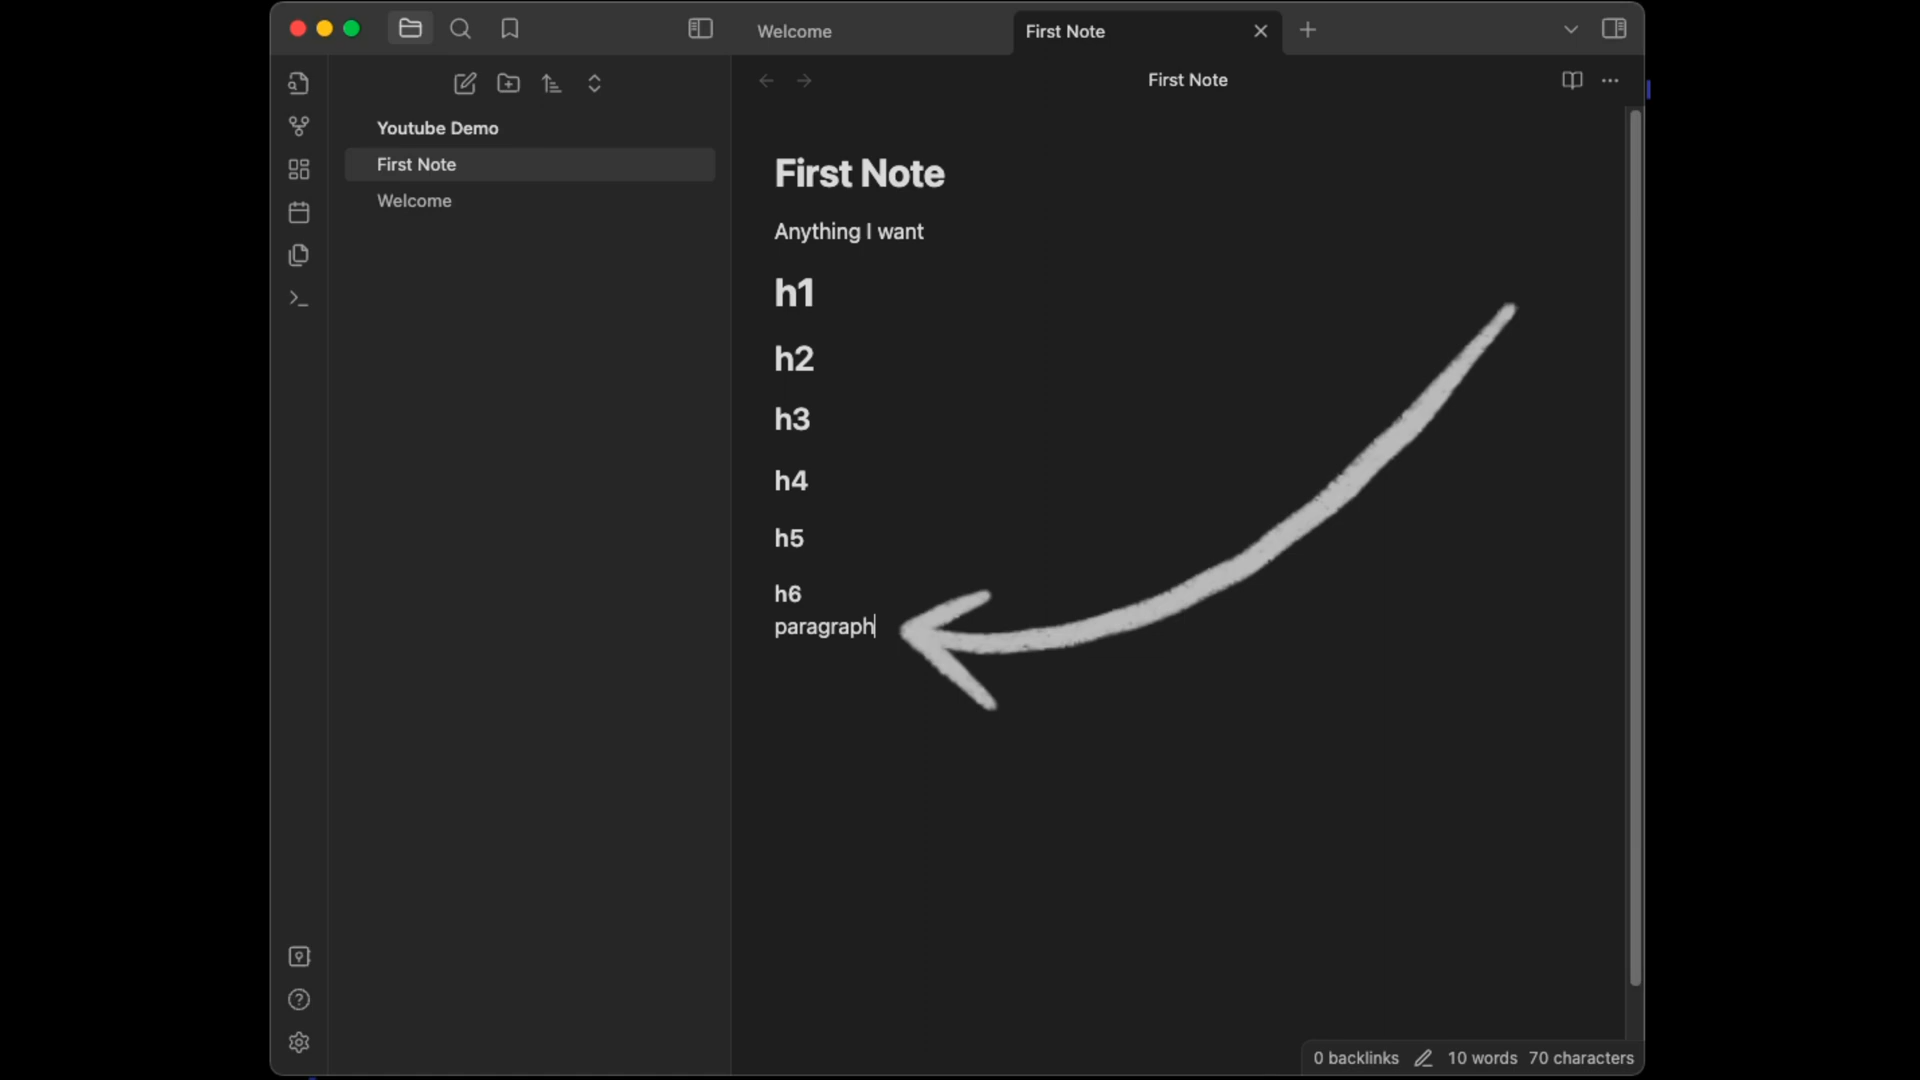 Welcome
First Note
First Note
Youtube Demo
First Note
Welcome
First Note
Anything I want
h1
h2
h3
h4
h5
h6
paragraph
0 backlinks 10 words 70 characters